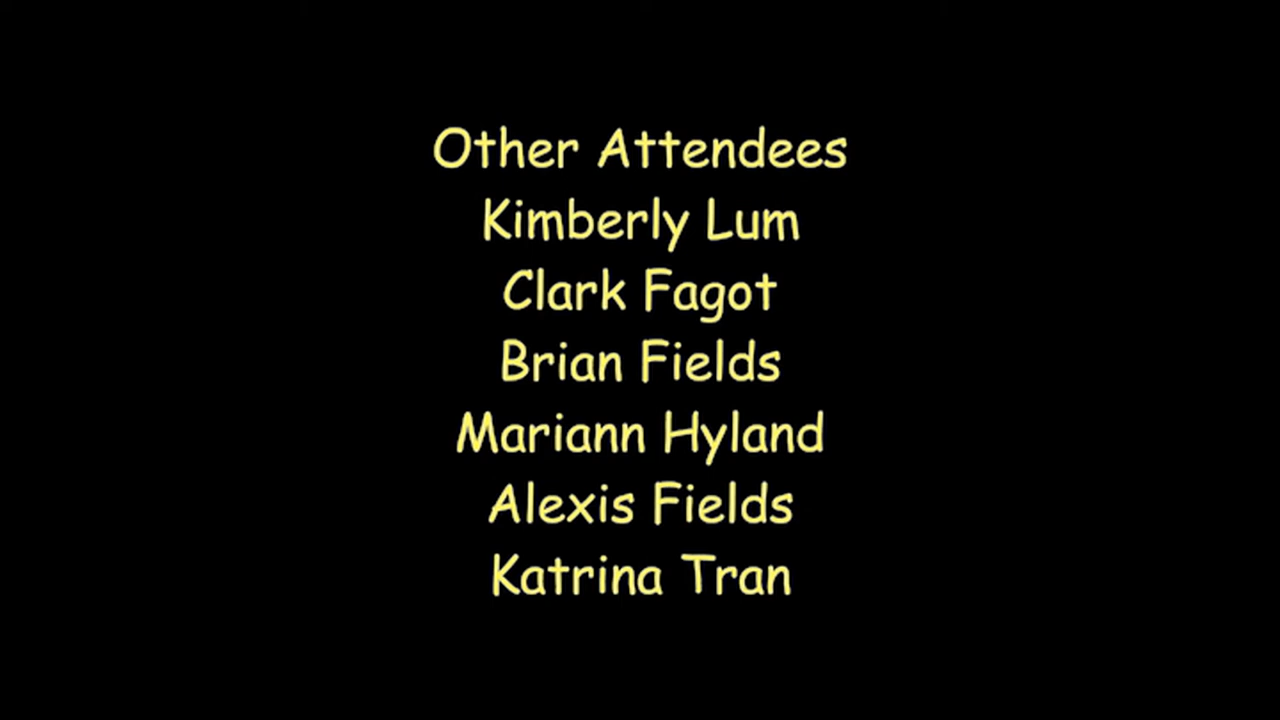 Other Attendees
Kimberly Lum
Clark Fagot
Brian Fields
Mariann Hyland
Alexis Fields
Katrina Tran